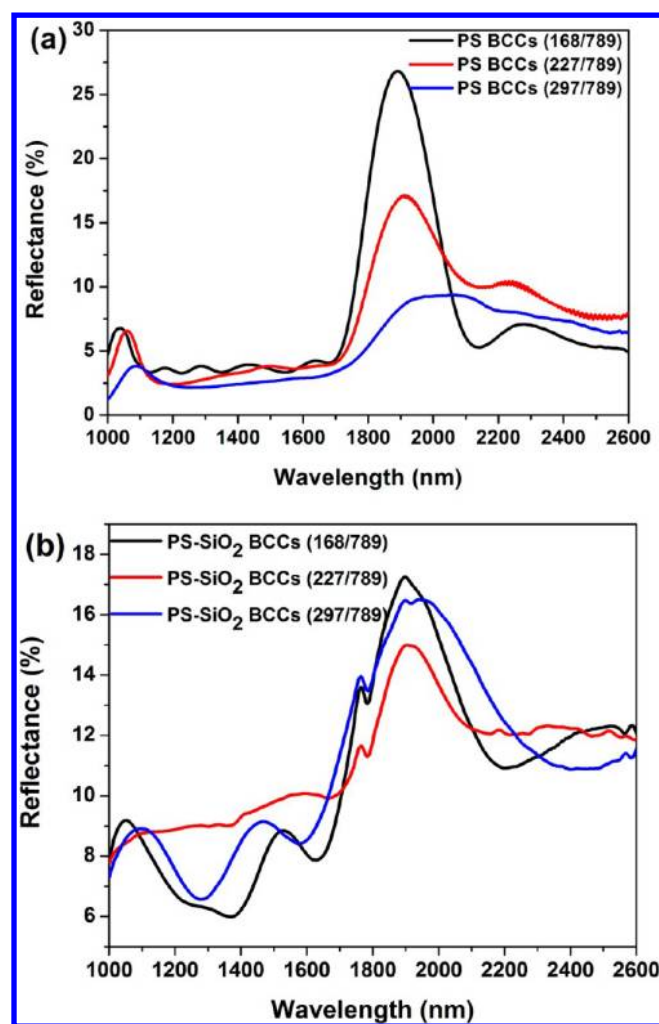 (a)
30
25
20
15
10
5
0
Reflectance (%)
PS BCCs (168/789)
PS BCCs (227/789)
PS BCCs (297/789)
1000 1200 1400 1600 1800 2000 2200 2400 2600
Wavelength (nm)
(b)
18
16
14
12
10
8
6
Reflectance (%)
PS-SiO₂ BCCs (168/789)
PS-SiO₂ BCCs (227/789)
PS-SiO₂ BCCs (297/789)
1000 1200 1400 1600 1800 2000 2200 2400 2600
Wavelength (nm)